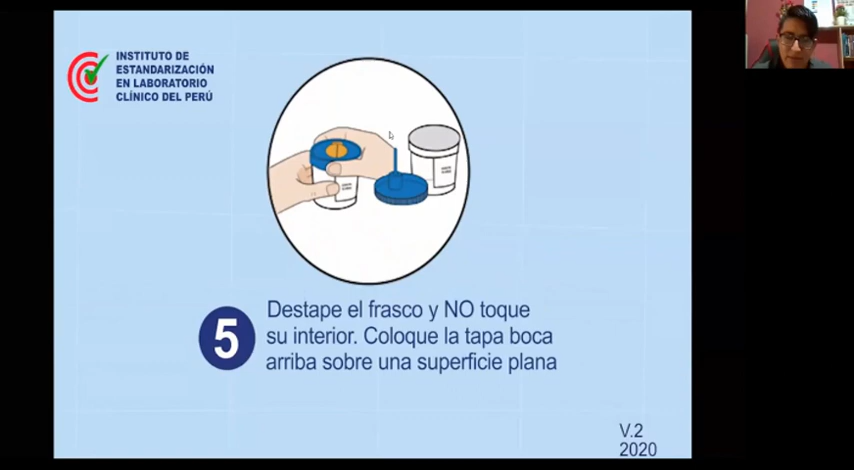 INSTITUTO DE
ESTANDARIZACIÓN
EN LABORATORIO
CLÍNICO DEL PERÚ
5
Destape el frasco y NO toque
su interior. Coloque la tapa boca
arriba sobre una superficie plana
V.2
2020